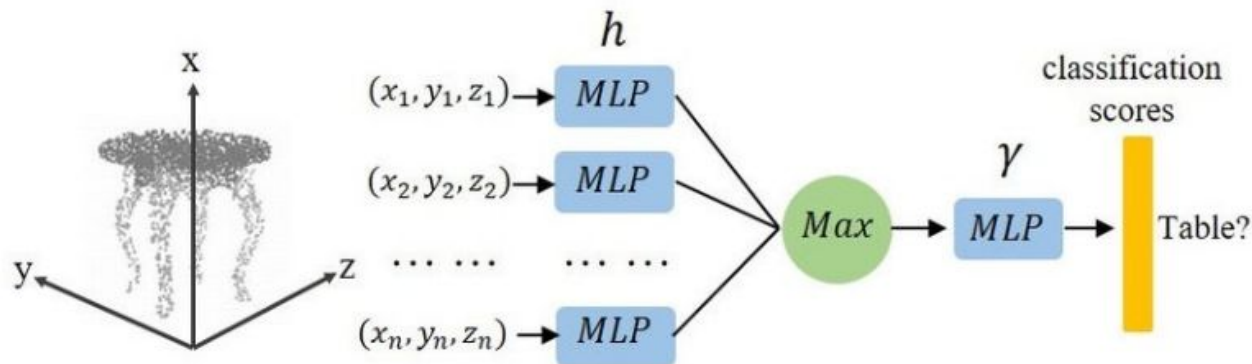 x
y
z
h
(x₁, y₁, z₁)
MLP
(x₂, y₂, z₂)
MLP
... ...
... ...
(xₙ, yₙ, zₙ)
MLP
Max
γ
MLP
classification
scores
Table?